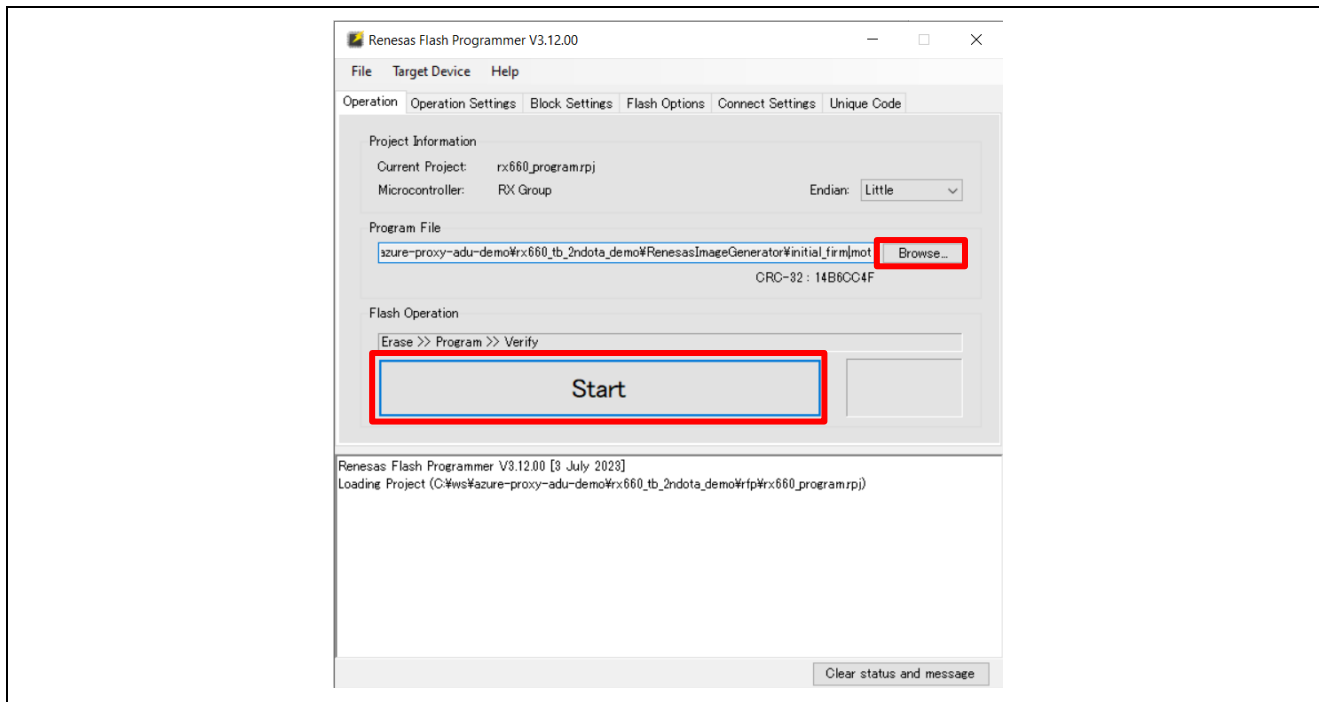 Renesas Flash Programmer V3.12.00
File Target Device Help
Operation Operation Settings Block Settings Flash Options Connect Settings Unique Code
Project Information
Current Project: rx660_program.rpj
Microcontroller: RX Group Endian: Little
Program File
azure-proxy-adu-demo¥rx660_tb_2ndota_demo¥RenesasImageGenerator¥initial_firm.mot Browse...
CRC-32 : 14B6CC4F
Flash Operation
Erase >> Program >> Verify
Start
Renesas Flash Programmer V3.12.00 [3 July 2023]
Loading Project (C:¥ws¥azure-proxy-adu-demo¥rx660_tb_2ndota_demo¥rfp¥rx660_program.rpj)
Clear status and message